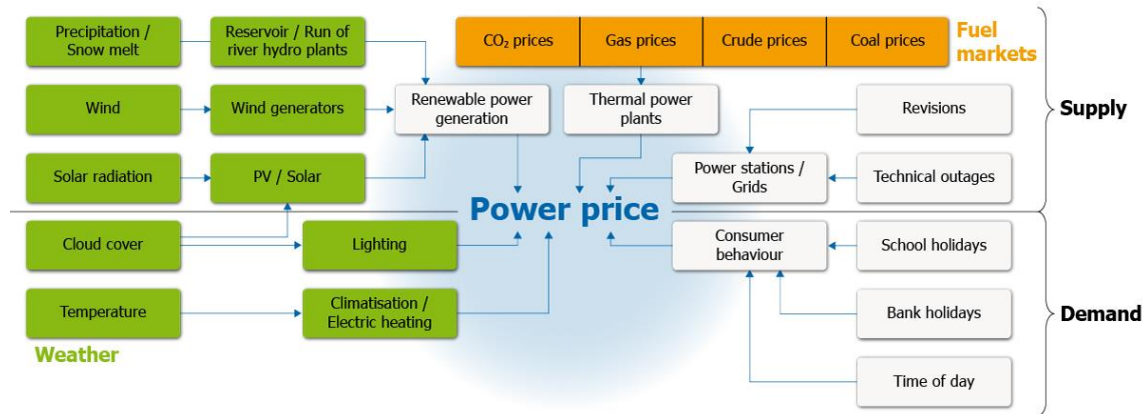 Precipitation /
Snow melt
Reservoir / Run of
river hydro plants
CO₂ prices
Gas prices
Crude prices
Coal prices
Fuel
markets
Wind
Wind generators
Renewable power
generation
Thermal power
plants
Revisions
Supply
Solar radiation
PV / Solar
Power stations /
Grids
Technical outages
Power price
Cloud cover
Lighting
Consumer
behaviour
School holidays
Temperature
Climatisation /
Electric heating
Bank holidays
Demand
Weather
Time of day